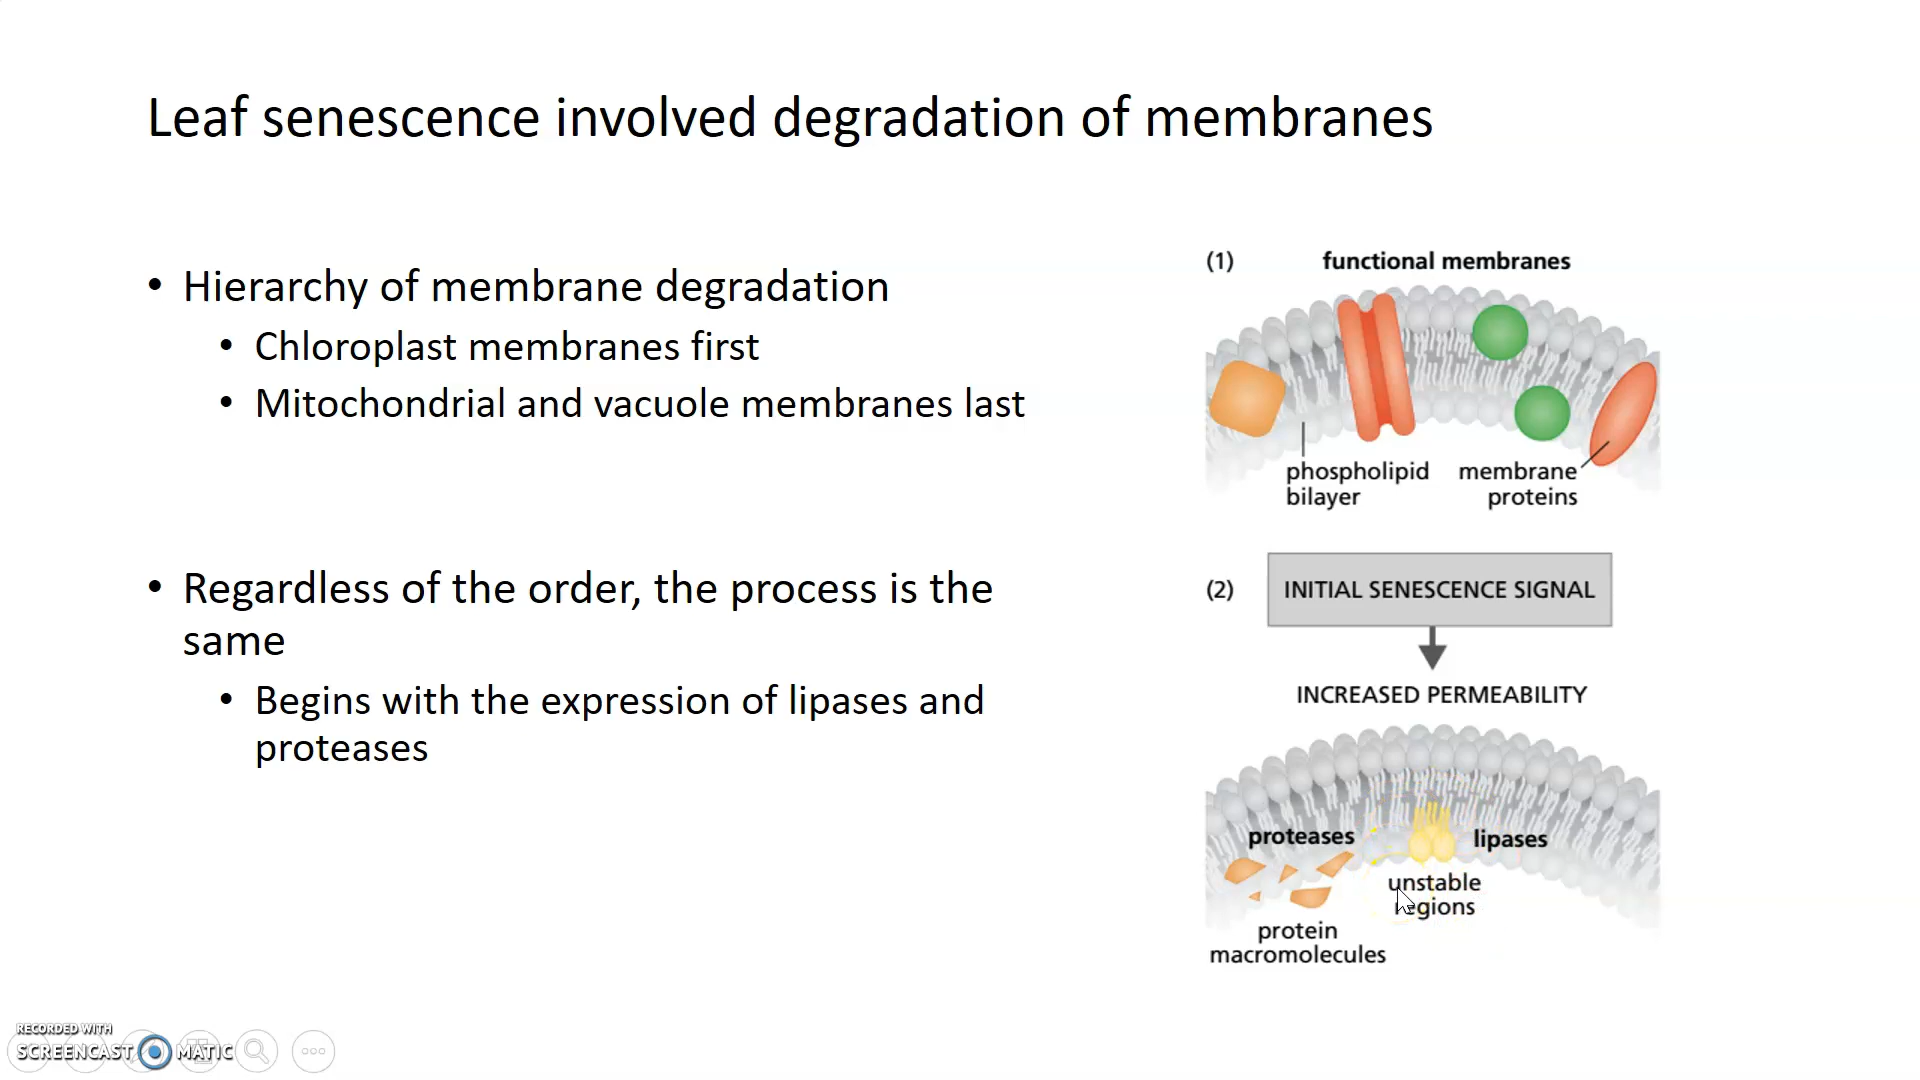 Leaf senescence involved degradation of membranes
• Hierarchy of membrane degradation
• Chloroplast membranes first
• Mitochondrial and vacuole membranes last
• Regardless of the order, the process is the
same
• Begins with the expression of lipases and
proteases
(1) functional membranes
phospholipid
bilayer
membrane
proteins
(2) INITIAL SENESCENCE SIGNAL
INCREASED PERMEABILITY
proteases
lipases
unstable
regions
protein
macromolecules
RECORDED WITH
SCREENCAST MATIC